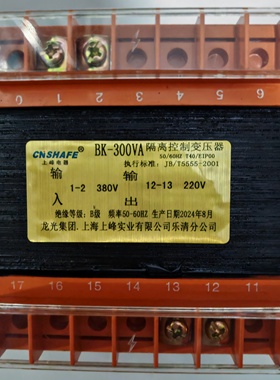 0 1 2 3 4 5 6
CNSHAFE
上峰电器
BK-300VA 隔离控制变压器
50/60HZ T40/EIP00
执行标准: JB/T5555-2001
输 输
1-2 380V 12-13 220V
入 出
绝缘等级: B级 频率50-60HZ 生产日期2024年8月
龙光集团.上海上峰实业有限公司乐清分公司
17 16 15 14 13 12 11